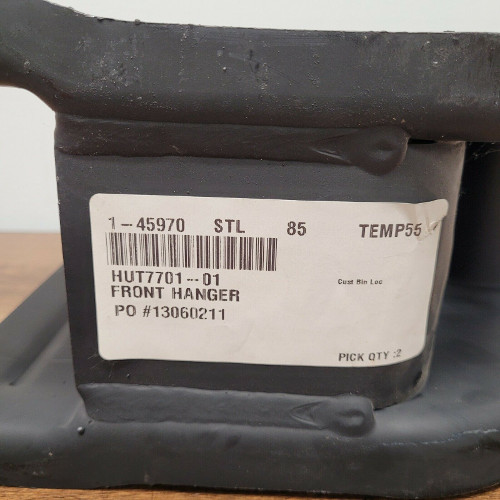 1-45970 STL 85 TEMP55
HUT7701-01
FRONT HANGER
Cust Bin Loc
PO #13060211
PICK QTY :2